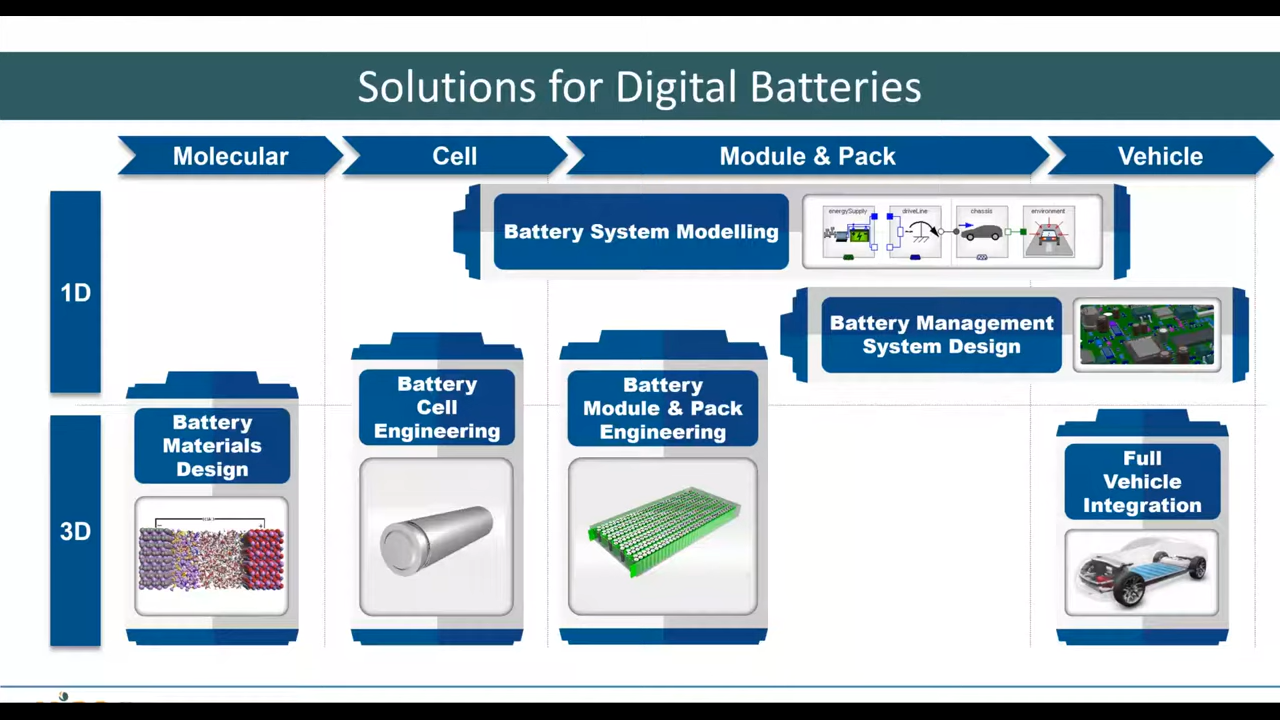 Solutions for Digital Batteries
Molecular
Cell
Module & Pack
Vehicle
1D
Battery System Modelling
energySupply
driveLine
chassis
environment
Battery Management
System Design
3D
Battery
Materials
Design
Battery
Cell
Engineering
Battery
Module & Pack
Engineering
Full
Vehicle
Integration